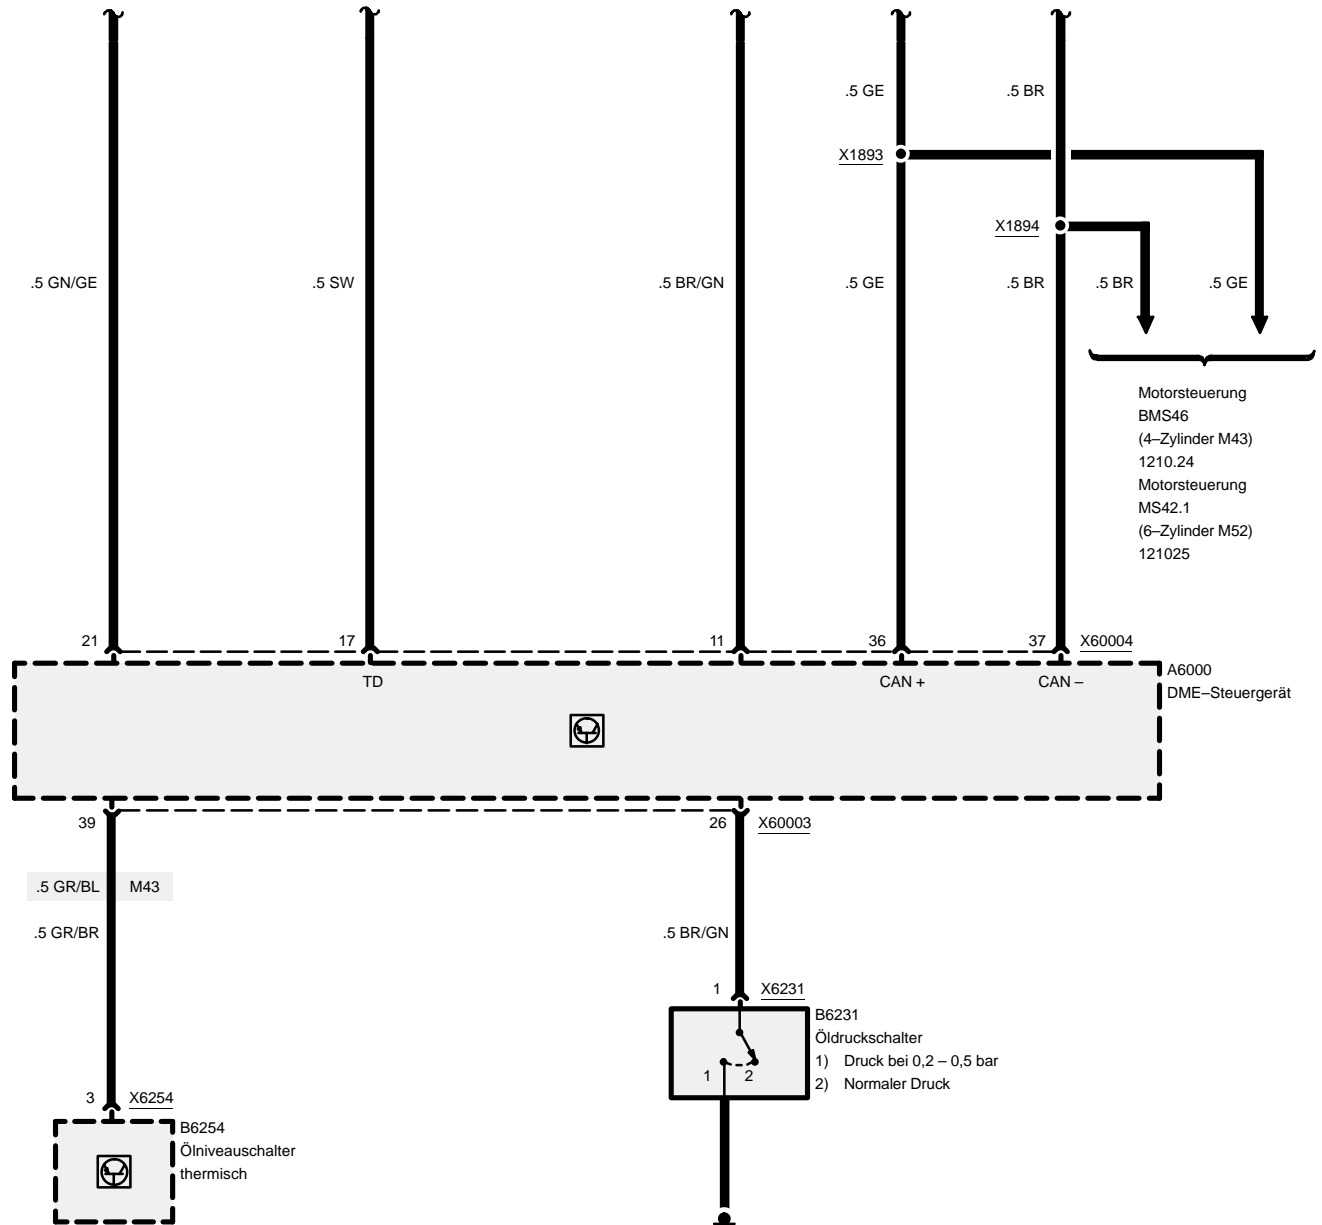 .5 GE
.5 BR
X1893
X1894
.5 GN/GE
.5 SW
.5 BR/GN
.5 GE
.5 BR
.5 BR
.5 GE
Motorsteuerung
BMS46
(4–Zylinder M43)
1210.24
Motorsteuerung
MS42.1
(6–Zylinder M52)
121025
21
17
11
36
37
X60004
TD
CAN +
CAN –
A6000
DME–Steuergerät
39
26
X60003
.5 GR/BL
M43
.5 GR/BR
.5 BR/GN
1
X6231
B6231
Öldruckschalter
1) Druck bei 0,2 – 0,5 bar
2) Normaler Druck
1
2
3
X6254
B6254
Ölniveauschalter
thermisch